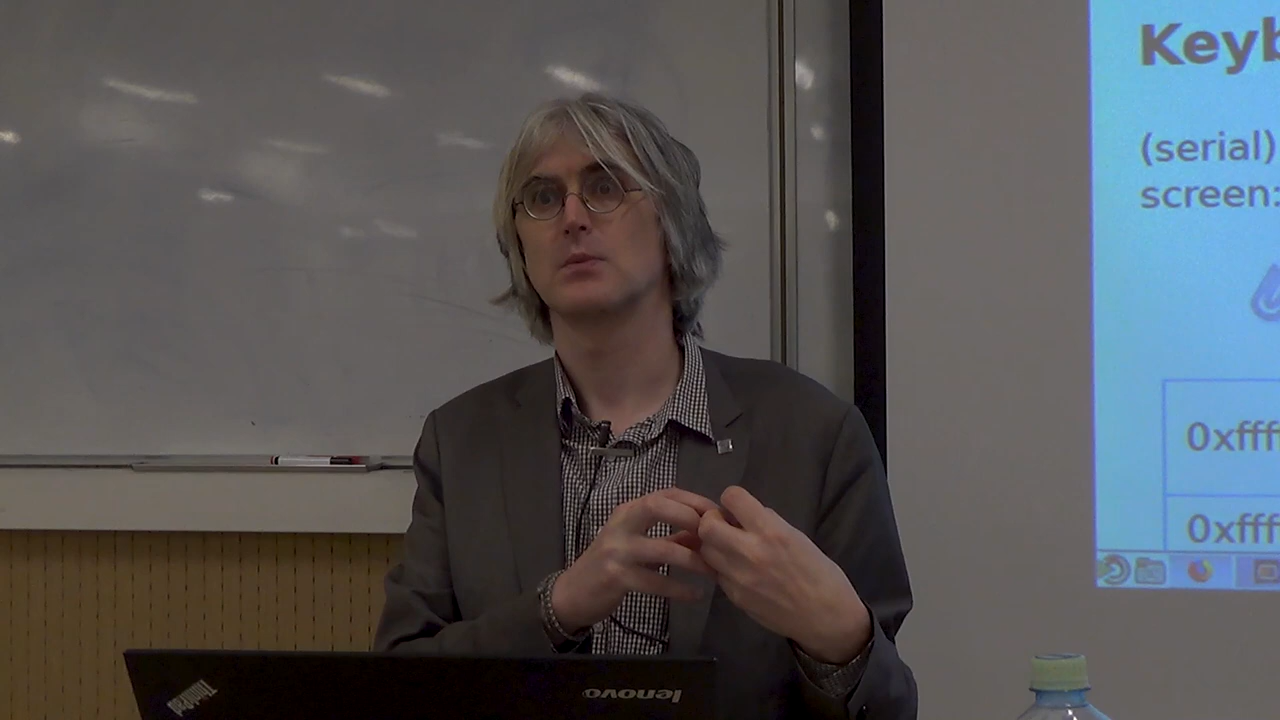 Keyb
(serial)
screen:
0xfff
0xfff
ThinkPad
lenovo